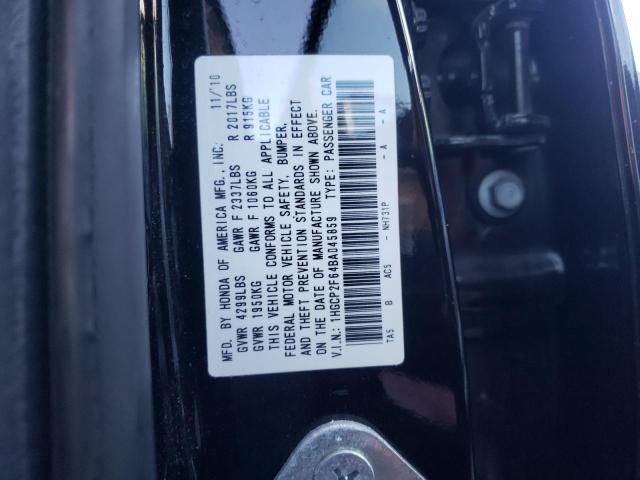 MFD. BY HONDA OF AMERICA MFG., INC. 11/10
GVWR 4299LBS GAWR F 2337LBS R 2017LBS
GVWR 1950KG GAWR F 1060KG R 915KG
THIS VEHICLE CONFORMS TO ALL APPLICABLE
FEDERAL MOTOR VEHICLE SAFETY, BUMPER,
AND THEFT PREVENTION STANDARDS IN EFFECT
ON THE DATE OF MANUFACTURE SHOWN ABOVE.
V.I.N.: 1HGCP2F64BA045859 TYPE: PASSENGER CAR
TA5 B AC5 - NH731P - A - A